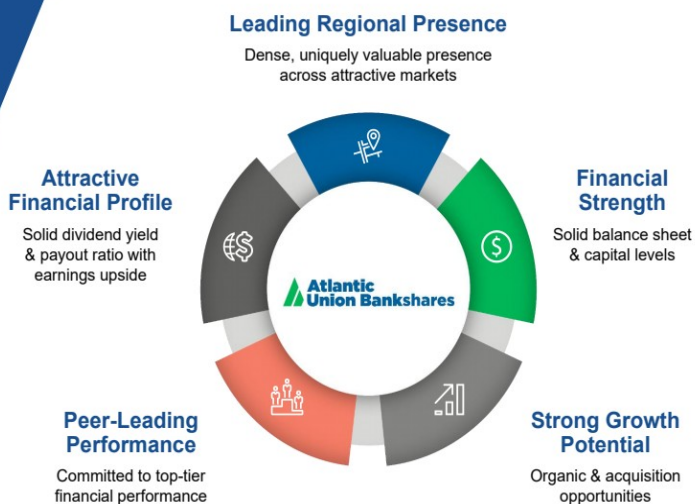 Leading Regional Presence
Dense, uniquely valuable presence
across attractive markets
Attractive
Financial Profile
Solid dividend yield
& payout ratio with
earnings upside
Financial
Strength
Solid balance sheet
& capital levels
Atlantic
Union Bankshares
Peer-Leading
Performance
Committed to top-tier
financial performance
Strong Growth
Potential
Organic & acquisition
opportunities